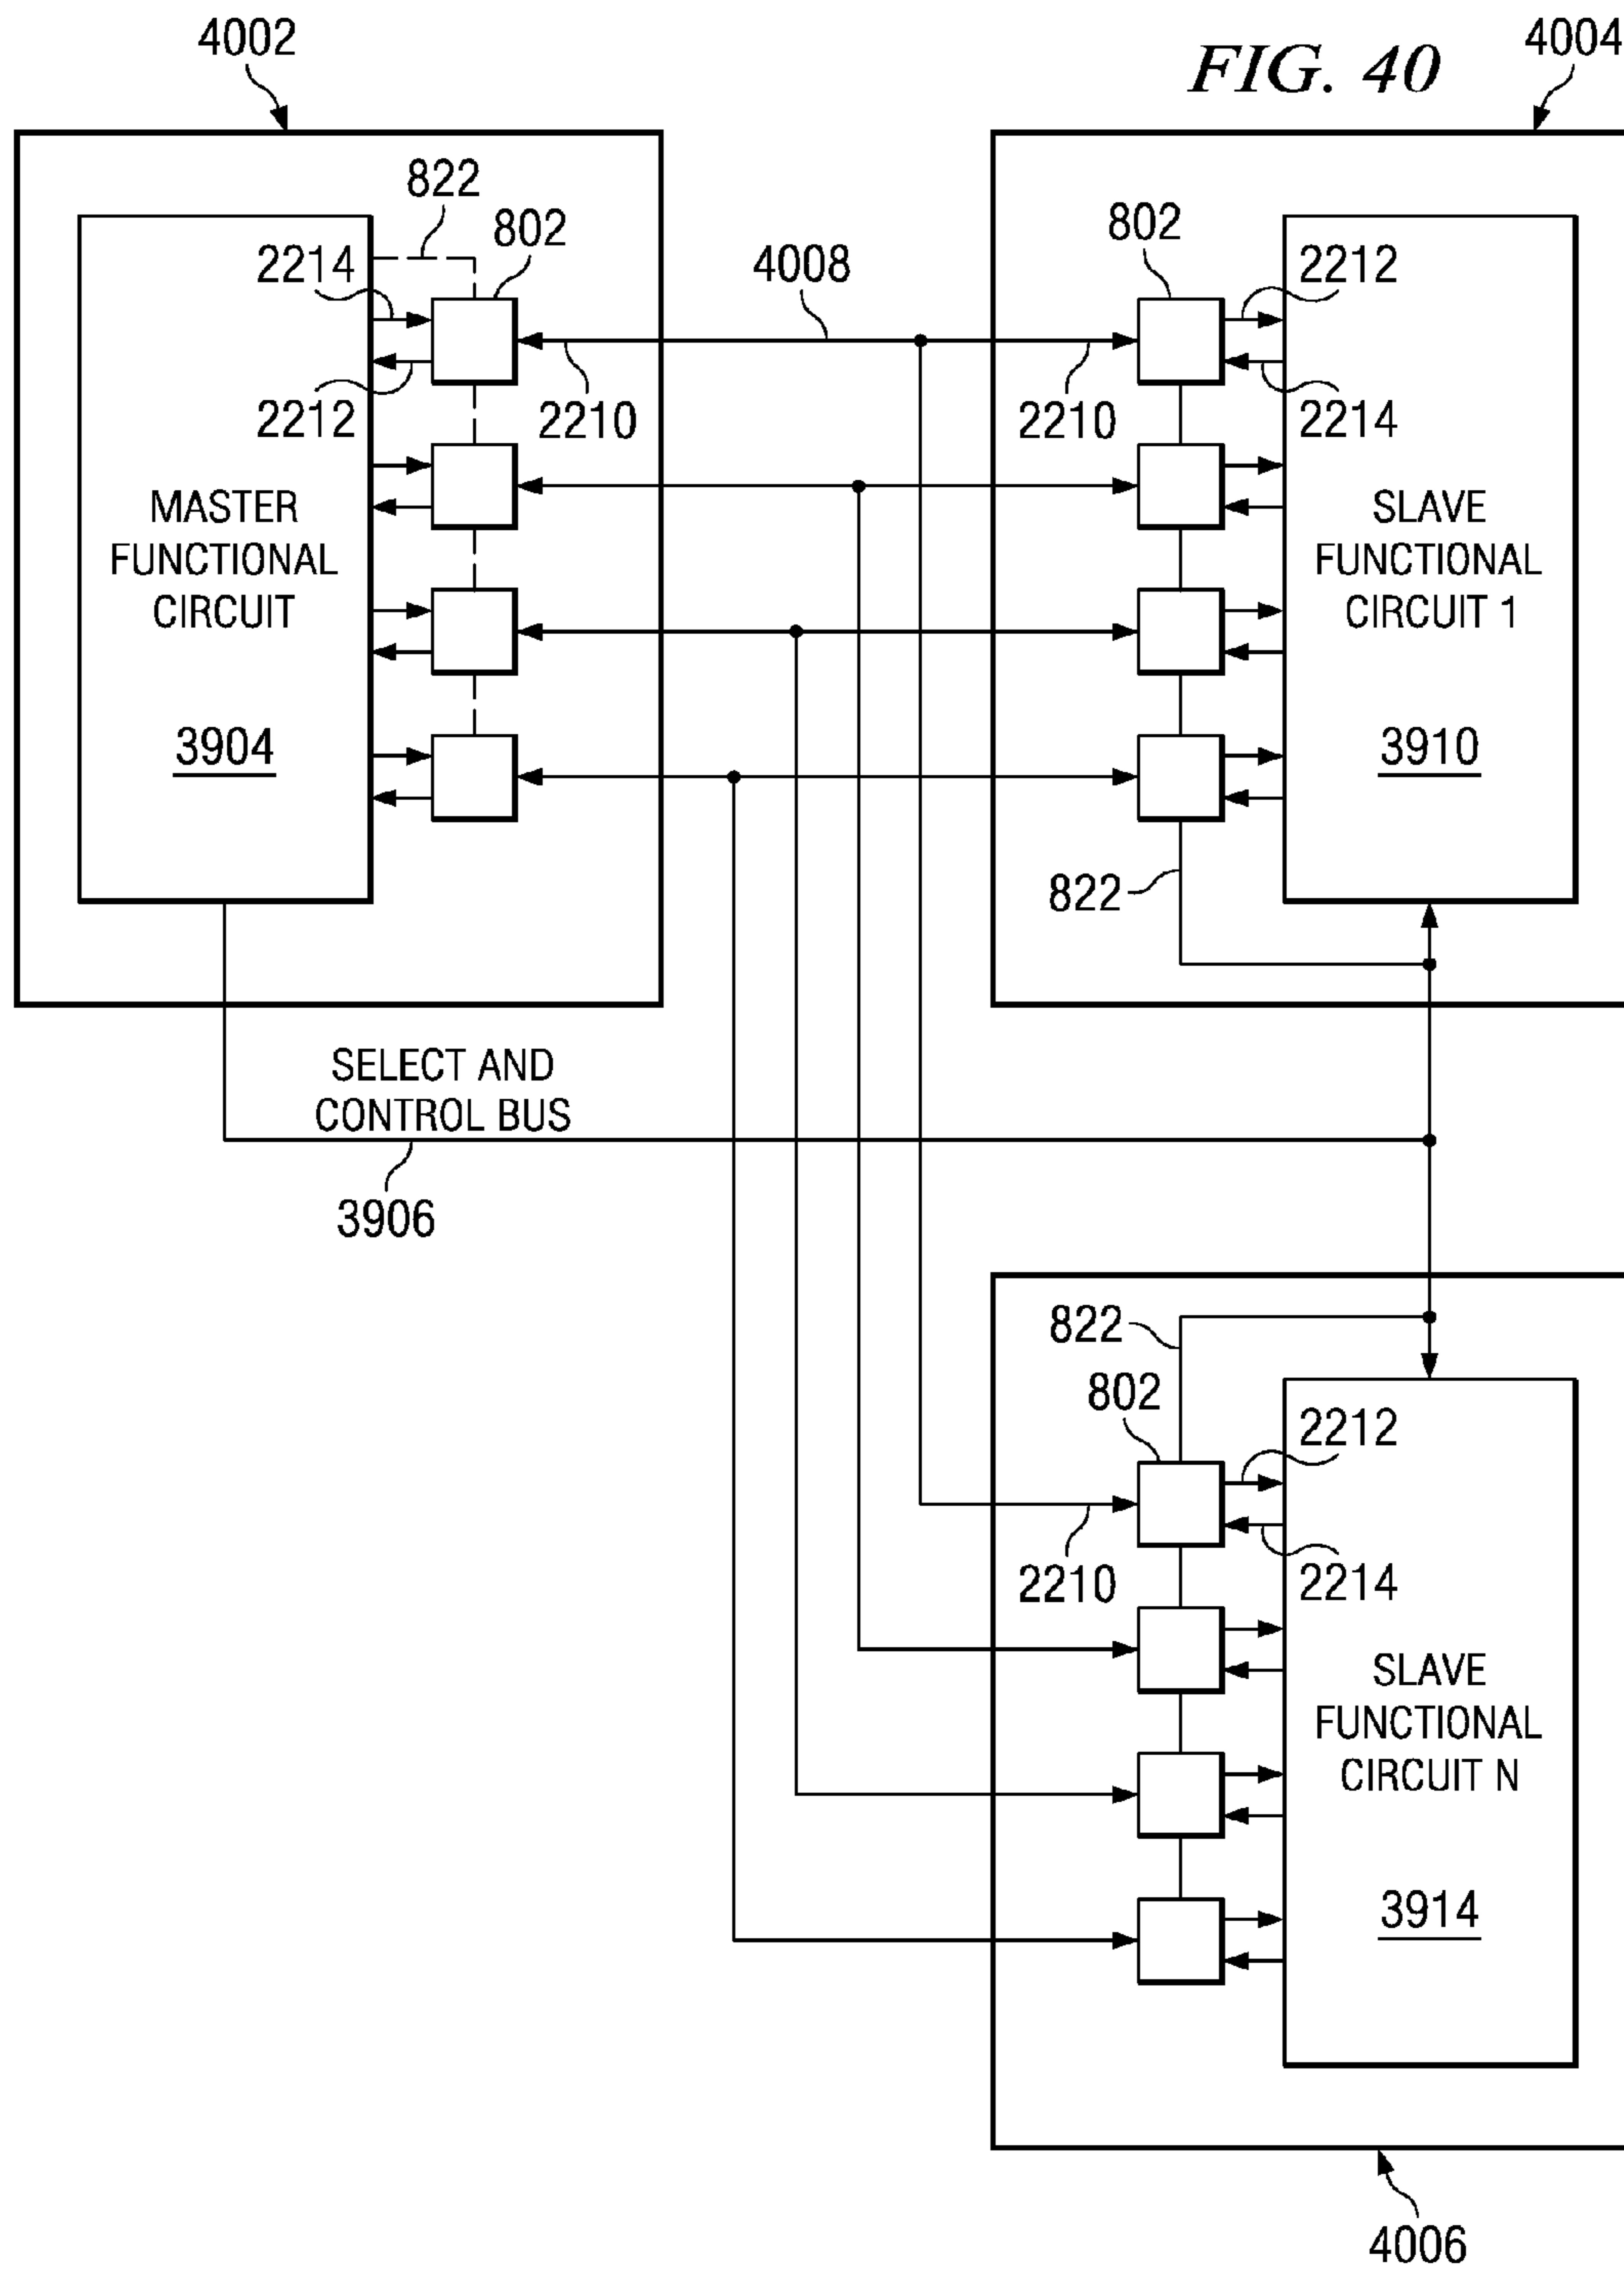 4002
FIG. 40
4004
822
802
802
2214
4008
2212
2212
2210
2210
2214
MASTER
FUNCTIONAL
CIRCUIT
SLAVE
FUNCTIONAL
CIRCUIT 1
3904
3910
822
SELECT AND
CONTROL BUS
3906
822
802
2212
2210
2214
SLAVE
FUNCTIONAL
CIRCUIT N
3914
4006